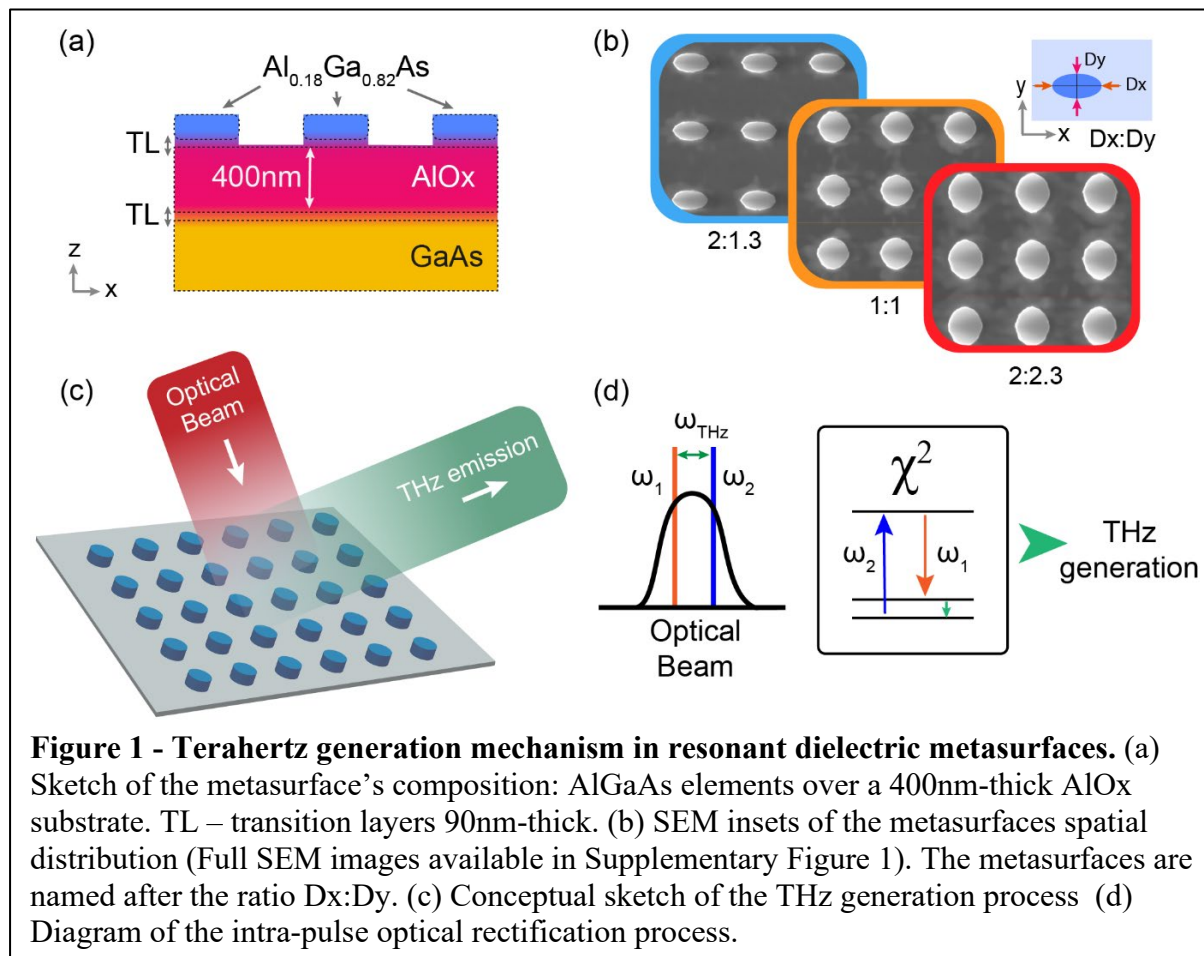 (a)
Al0.18Ga0.82As
TL
400nm
AlOx
TL
GaAs
z
x
(b)
2:1.3
1:1
2:2.3
Dy
y
Dx
x
Dx:Dy
(c)
Optical
Beam
THz emission
(d)
ωTHz
ω1
ω2
Optical
Beam
χ2
ω2
ω1
THz
generation
Figure 1 - Terahertz generation mechanism in resonant dielectric metasurfaces. (a)
Sketch of the metasurface’s composition: AlGaAs elements over a 400nm-thick AlOx
substrate. TL – transition layers 90nm-thick. (b) SEM insets of the metasurfaces spatial
distribution (Full SEM images available in Supplementary Figure 1). The metasurfaces are
named after the ratio Dx:Dy. (c) Conceptual sketch of the THz generation process (d)
Diagram of the intra-pulse optical rectification process.